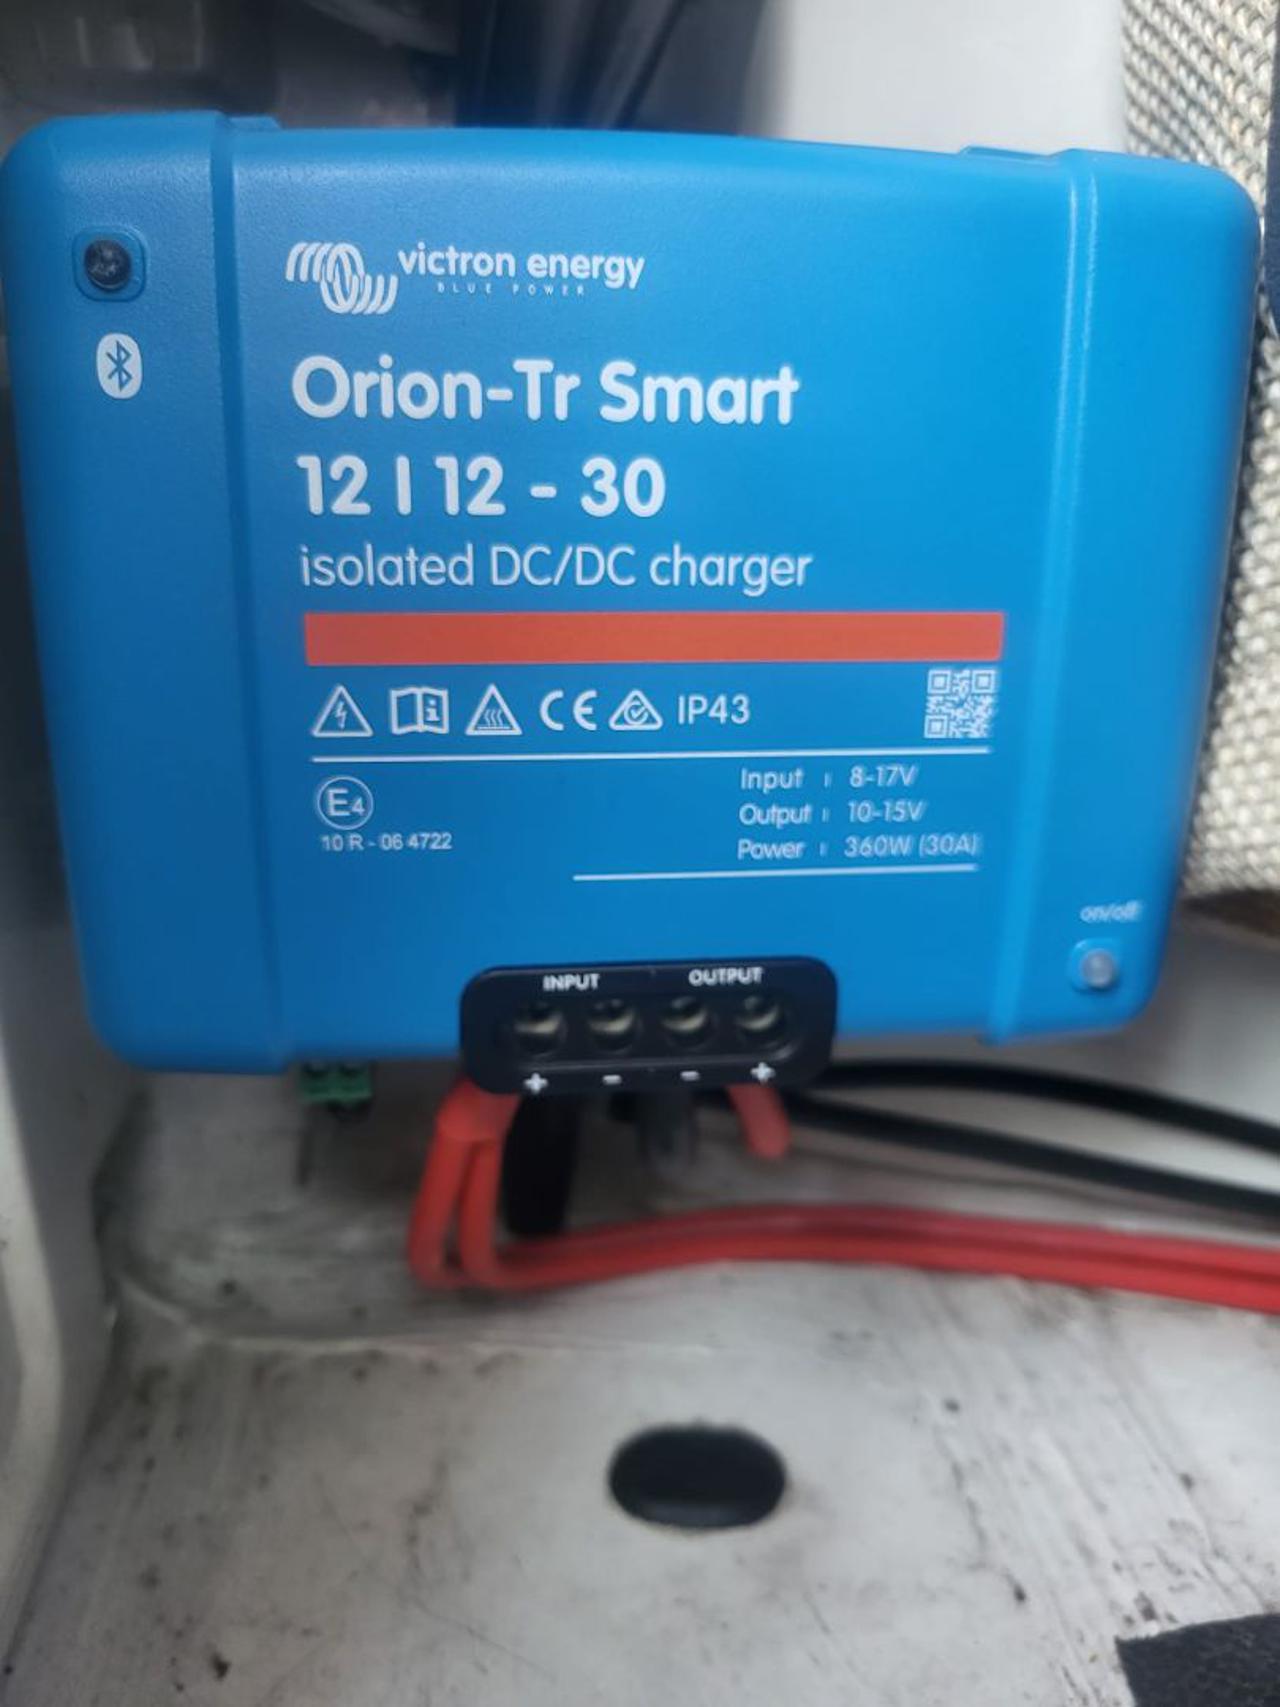 victron energy
BLUE POWER
Orion-Tr Smart
12 | 12 - 30
isolated DC/DC charger
CE IP43
E4
10 R - 06 4722
Input : 8-17V
Output : 10-15V
Power : 360W (30A)
on/off
INPUT OUTPUT
+ - - +